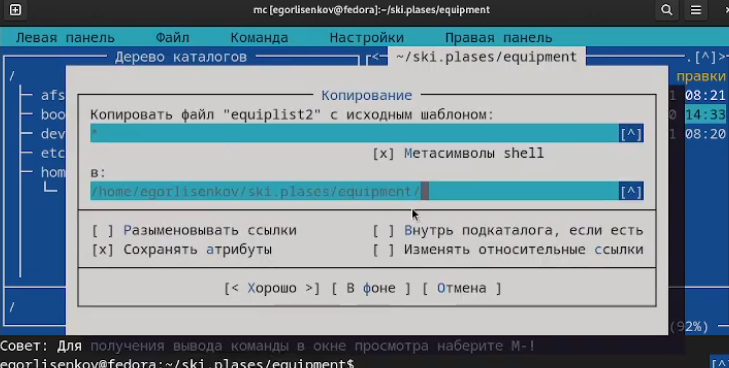 mc [egorlisenkov@fedora]:~/ski.plases/equipment
Левая панель Файл Команда Настройки Правая панель
Дерево каталогов <─ ~/ski.plases/equipment .[^]>
/ правки
afs 08:21
boo 14:33
dev 08:20
etc
hom
Копирование
Копировать файл "equiplist2" с исходным шаблоном:
* [^]
[x] Метасимволы shell
в:
/home/egorlisenkov/ski.plases/equipment/ [^]
[ ] Разыменовывать ссылки [ ] Внутрь подкаталога, если есть
[x] Сохранять атрибуты [ ] Изменять относительные ссылки
[< Хорошо >] [ В фоне ] [ Отмена ]
/ (92%)
Совет: Для получения вывода команды в окне просмотра наберите M-!
egorlisenkov@fedora:~/ski.plases/equipment$ [^]